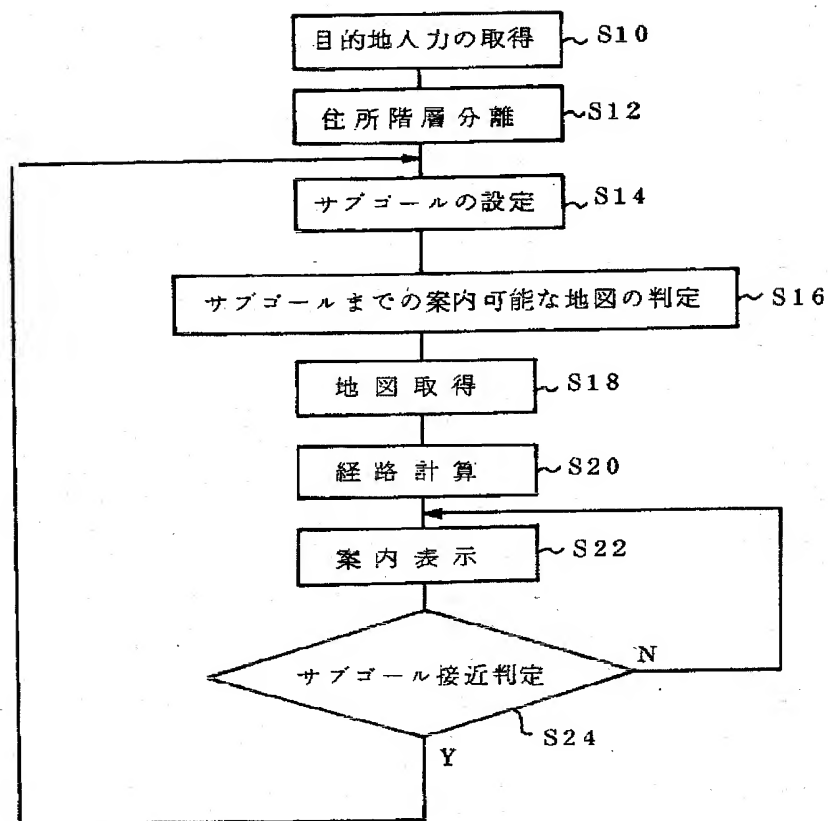 目的地入力の取得
S10
住所階層分離
S12
サブゴールの設定
S14
サブゴールまでの案内可能な地図の判定
S16
地図取得
S18
経路計算
S20
案内表示
S22
サブゴール接近判定
N
S24
Y